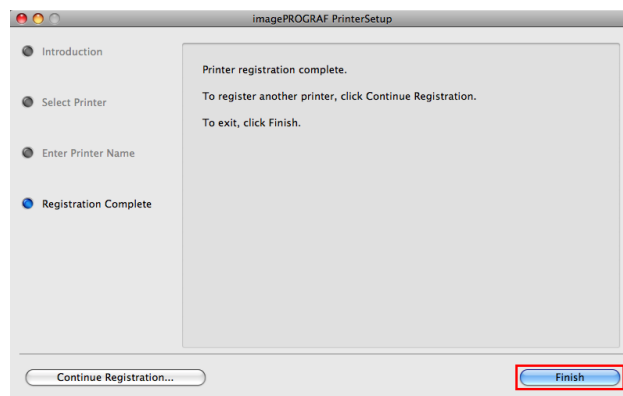 imagePROGRAF PrinterSetup
Introduction
Select Printer
Enter Printer Name
Registration Complete
Printer registration complete.
To register another printer, click Continue Registration.
To exit, click Finish.
Continue Registration...
Finish